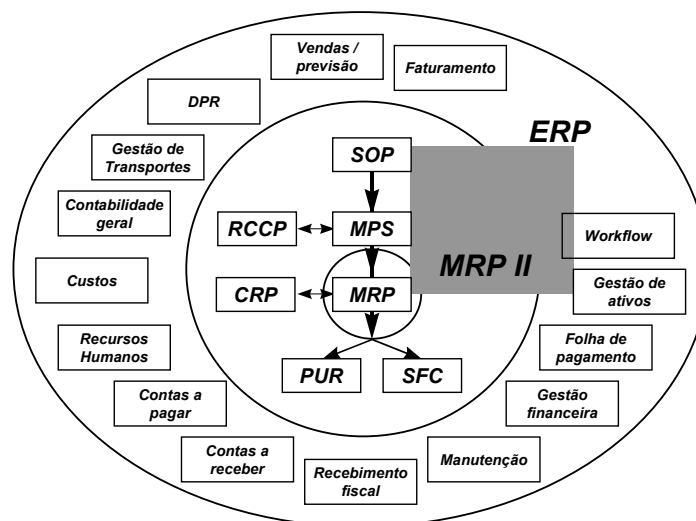 Vendas /
previsão
Faturamento
DPR
ERP
Gestão de
Transportes
SOP
Contabilidade
geral
RCCP
MPS
Workflow
MRP II
Custos
CRP
MRP
Gestão de
ativos
Recursos
Humanos
Folha de
pagamento
PUR
SFC
Contas a
pagar
Gestão
financeira
Contas a
receber
Manutenção
Recebimento
fiscal